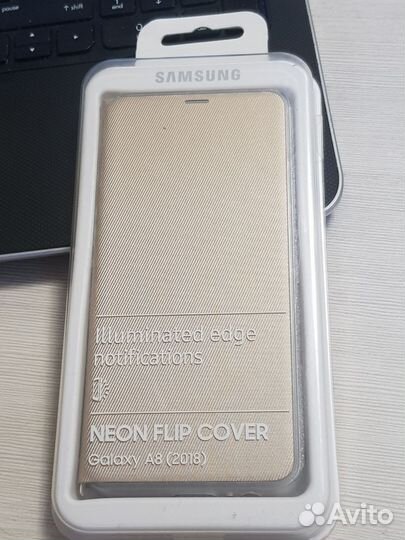 SAMSUNG
Illuminated edge
notifications
NEON FLIP COVER
Galaxy A8 (2018)
Avito